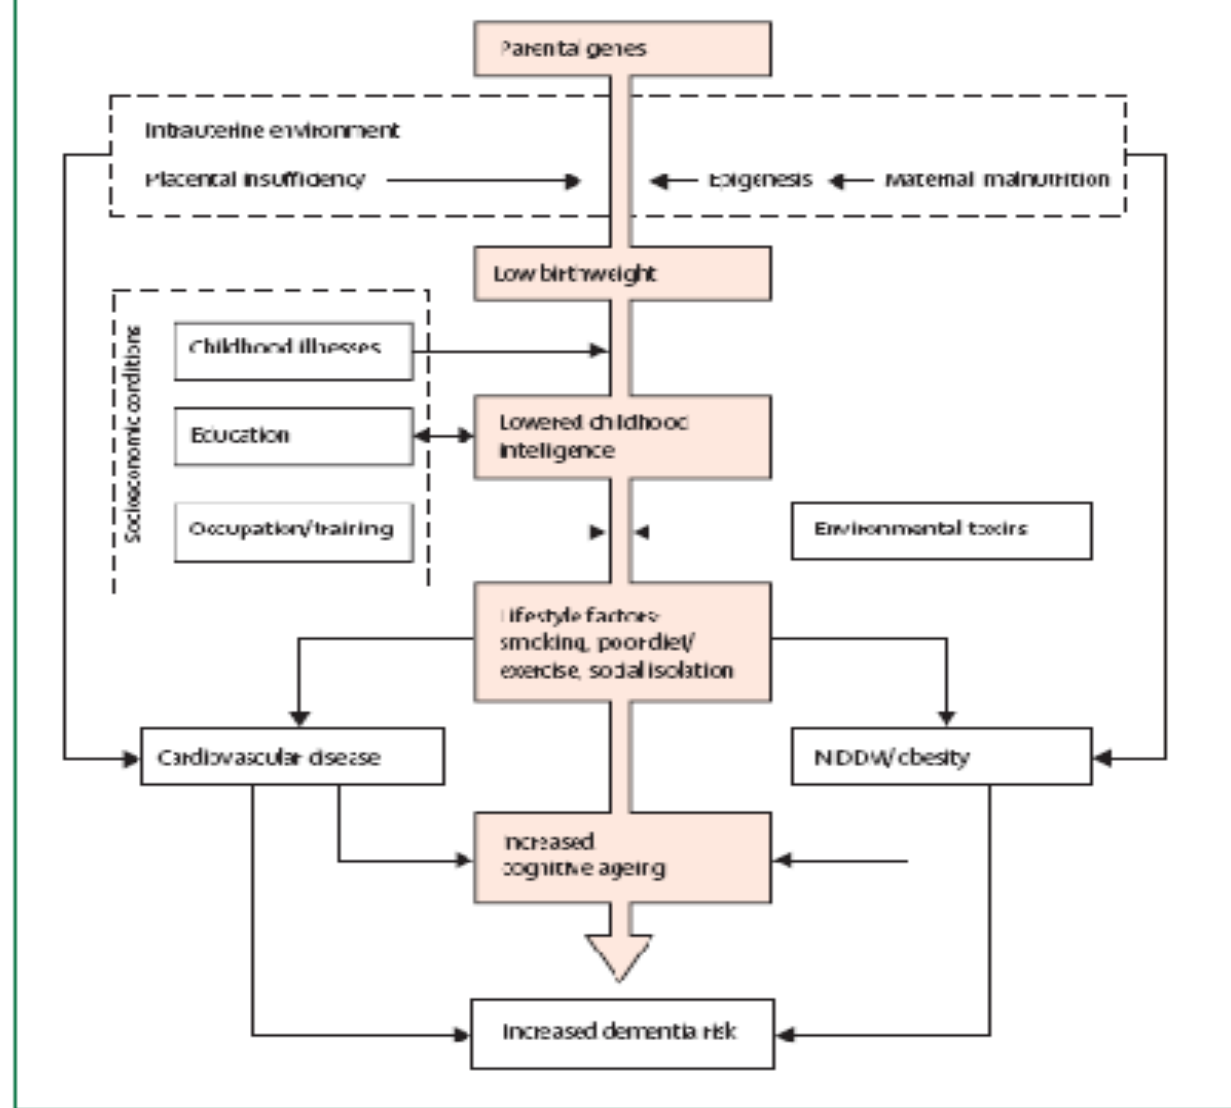 Parental genes
Intrauterine environment
Placental insufficiency
Epigenesis
Maternal malnutrition
Low birthweight
Socioeconomic conditions
Childhood illnesses
Education
Lowered childhood
intelligence
Occupation/training
Environmental toxins
Lifestyle factors:
smoking, poor diet/
exercise, social isolation
Cardiovascular disease
NIDDM/obesity
Increased
cognitive ageing
Increased dementia risk